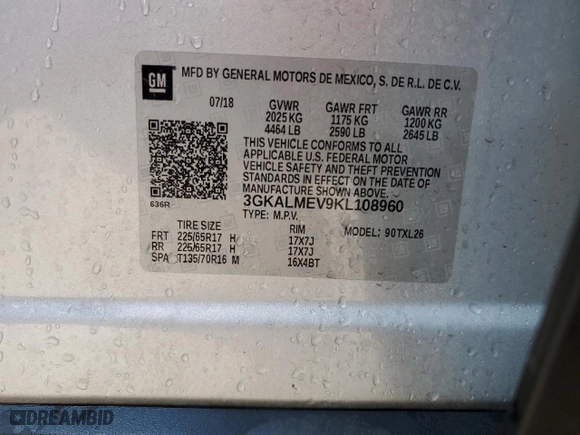 GM
MFD BY GENERAL MOTORS DE MEXICO, S. DE R.L. DE C.V.
07/18 GVWR GAWR FRT GAWR RR
2025 KG 1175 KG 1200 KG
4464 LB 2590 LB 2645 LB
THIS VEHICLE CONFORMS TO ALL
APPLICABLE U.S. FEDERAL MOTOR
VEHICLE SAFETY AND THEFT PREVENTION
STANDARDS IN EFFECT ON THE DATE OF
MANUFACTURE SHOWN ABOVE.
636R 3GKALMEV9KL108960
TYPE: M.P.V.
TIRE SIZE RIM MODEL: 90TXL26
FRT 225/65R17 H 17X7J
RR 225/65R17 H 17X7J
SPA T135/70R16 M 16X4BT
DREAMBID